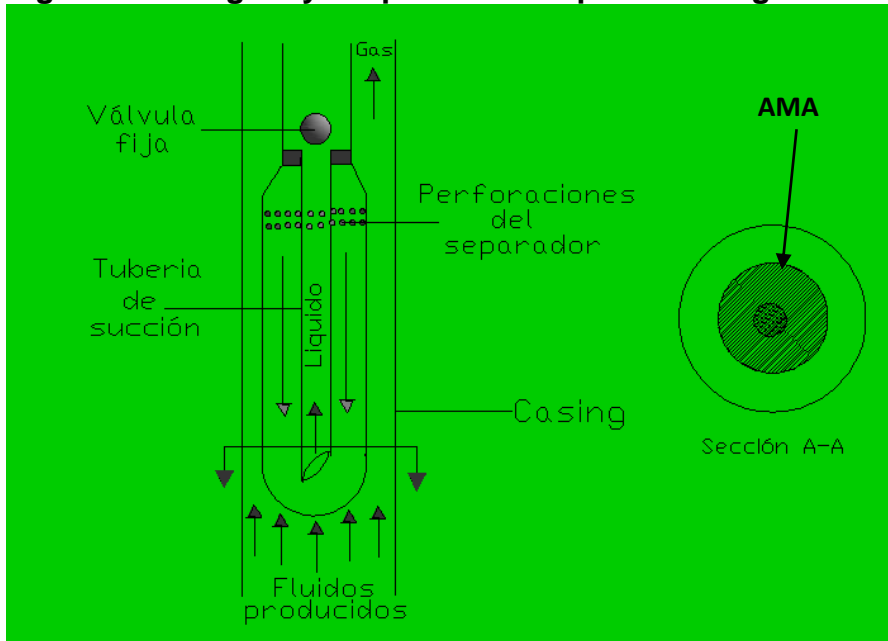 Gas
Válvula
fija
AMA
Perforaciones
del
separador
Tuberia
de
succión
Liquido
Casing
Sección A-A
Fluidos
producidos